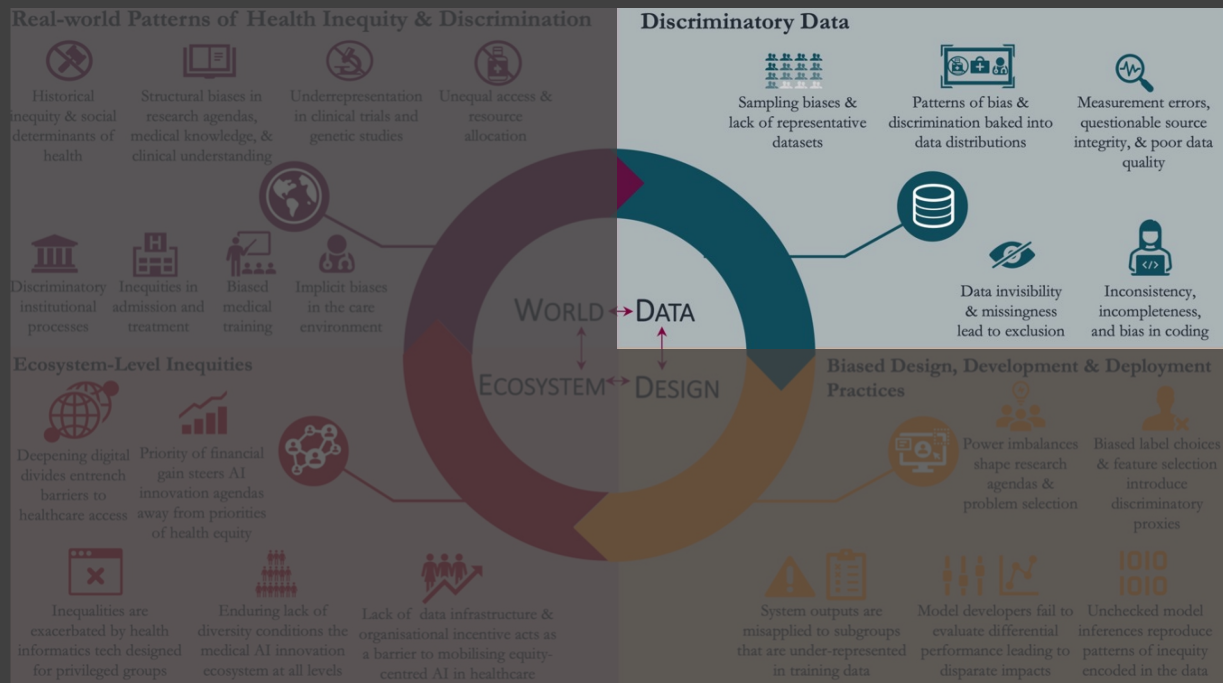 Real-world Patterns of Health Inequity & Discrimination
Historical
inequity & social
determinants of
health
Structural biases in
research agendas,
medical knowledge, &
clinical understanding
Underrepresentation
in clinical trials and
genetic studies
Unequal access &
resource
allocation
Discriminatory
institutional
processes
Inequities in
admission and
treatment
Biased
medical
training
Implicit biases
in the care
environment
Discriminatory Data
Sampling biases &
lack of representative
datasets
Patterns of bias &
discrimination baked into
data distributions
Measurement errors,
questionable source
integrity, & poor data
quality
Data invisibility
& missingness
lead to exclusion
</>
Inconsistency,
incompleteness,
and bias in coding
WORLD
DATA
ECOSYSTEM
DESIGN
Ecosystem-Level Inequities
Deepening digital
divides entrench
barriers to
healthcare access
Priority of financial
gain steers AI
innovation agendas
away from priorities
of health equity
Inequalities are
exacerbated by health
informatics tech designed
for privileged groups
Enduring lack of
diversity conditions the
medical AI innovation
ecosystem at all levels
Lack of data infrastructure &
organisational incentive acts as
a barrier to mobilising equity-
centred AI in healthcare
Biased Design, Development & Deployment
Practices
Power imbalances
shape research
agendas &
problem selection
Biased label choices
& feature selection
introduce
discriminatory
proxies
System outputs are
misapplied to subgroups
that are under-represented
in training data
Model developers fail to
evaluate differential
performance leading to
disparate impacts
1010
1010
Unchecked model
inferences reproduce
patterns of inequity
encoded in the data
H